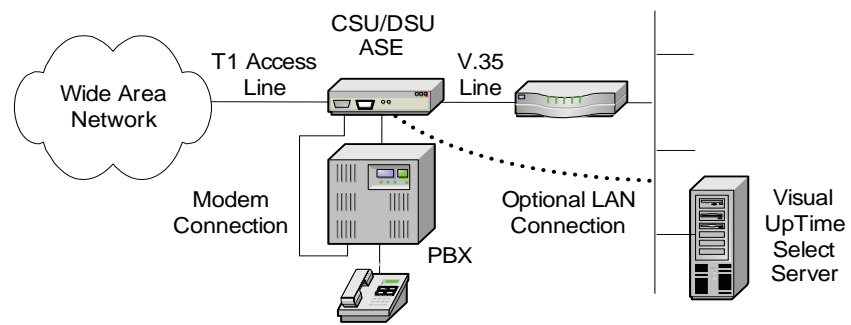 CSU/DSU
ASE
T1 Access
Line
V.35
Line
Wide Area
Network
Modem
Connection
Optional LAN
Connection
Visual
UpTime
Select
Server
PBX